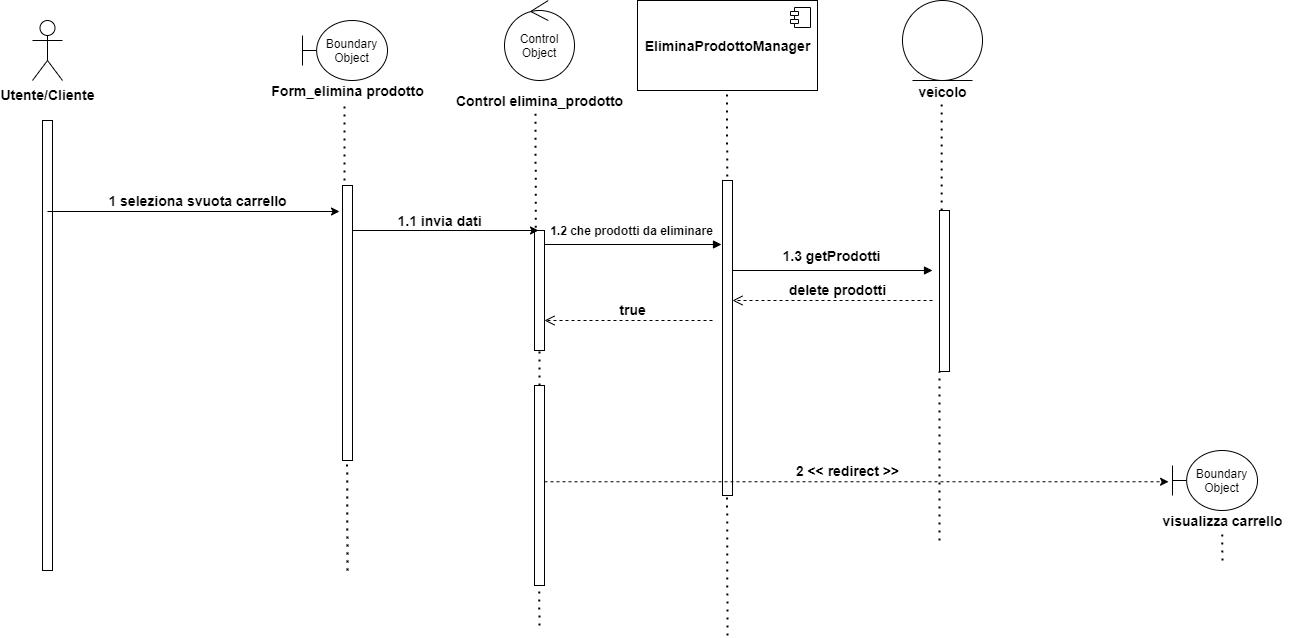 Utente/Cliente
Boundary
Object
Form_elimina prodotto
Control
Object
Control elimina_prodotto
EliminaProdottoManager
veicolo
1 seleziona svuota carrello
1.1 invia dati
1.2 che prodotti da eliminare
1.3 getProdotti
delete prodotti
true
2 << redirect >>
Boundary
Object
visualizza carrello